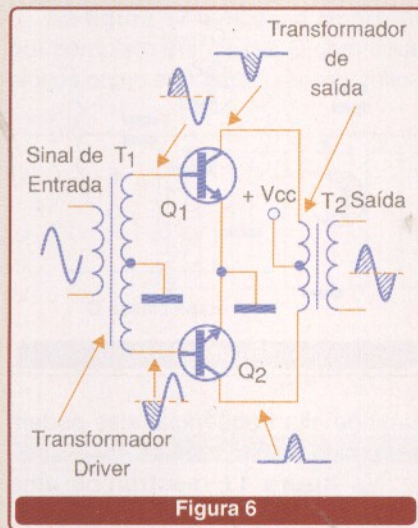 Transformador
de
saída
Sinal de
Entrada
T1
Q1
+ Vcc
T2
Saída
Q2
Transformador
Driver
Figura 6